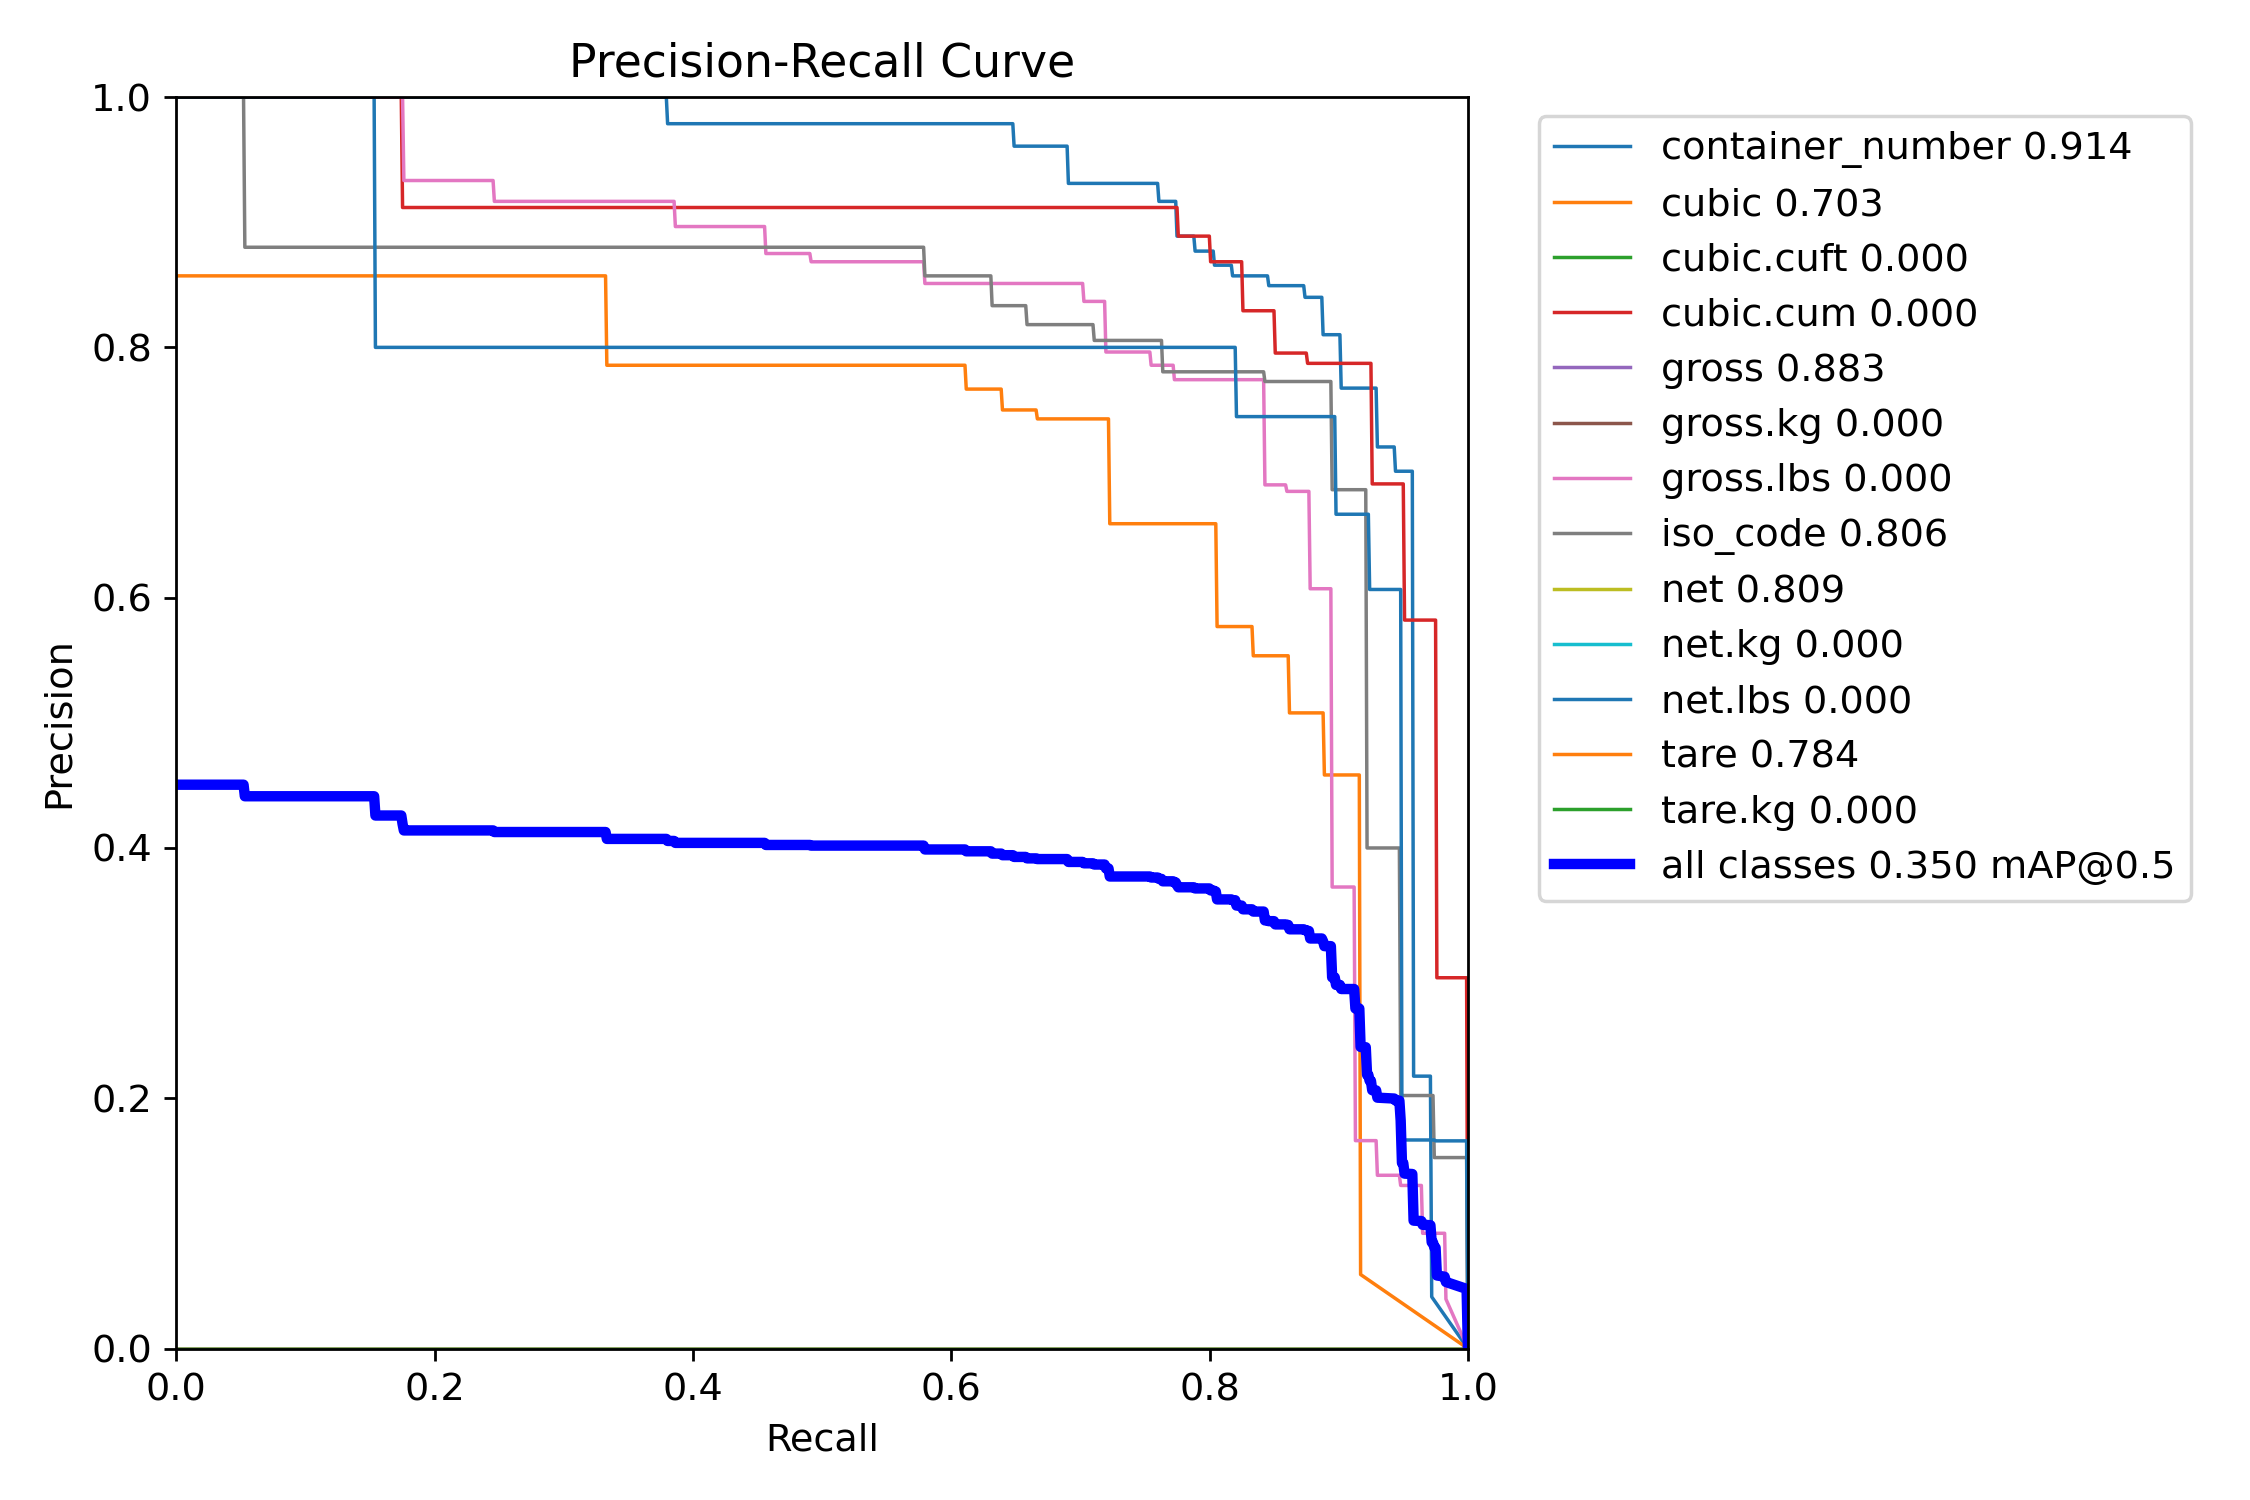 Precision-Recall Curve
1.0
0.8
0.6
0.4
0.2
0.0
Precision
0.0 0.2 0.4 0.6 0.8 1.0
Recall
container_number 0.914
cubic 0.703
cubic.cuft 0.000
cubic.cum 0.000
gross 0.883
gross.kg 0.000
gross.lbs 0.000
iso_code 0.806
net 0.809
net.kg 0.000
net.lbs 0.000
tare 0.784
tare.kg 0.000
all classes 0.350 mAP@0.5